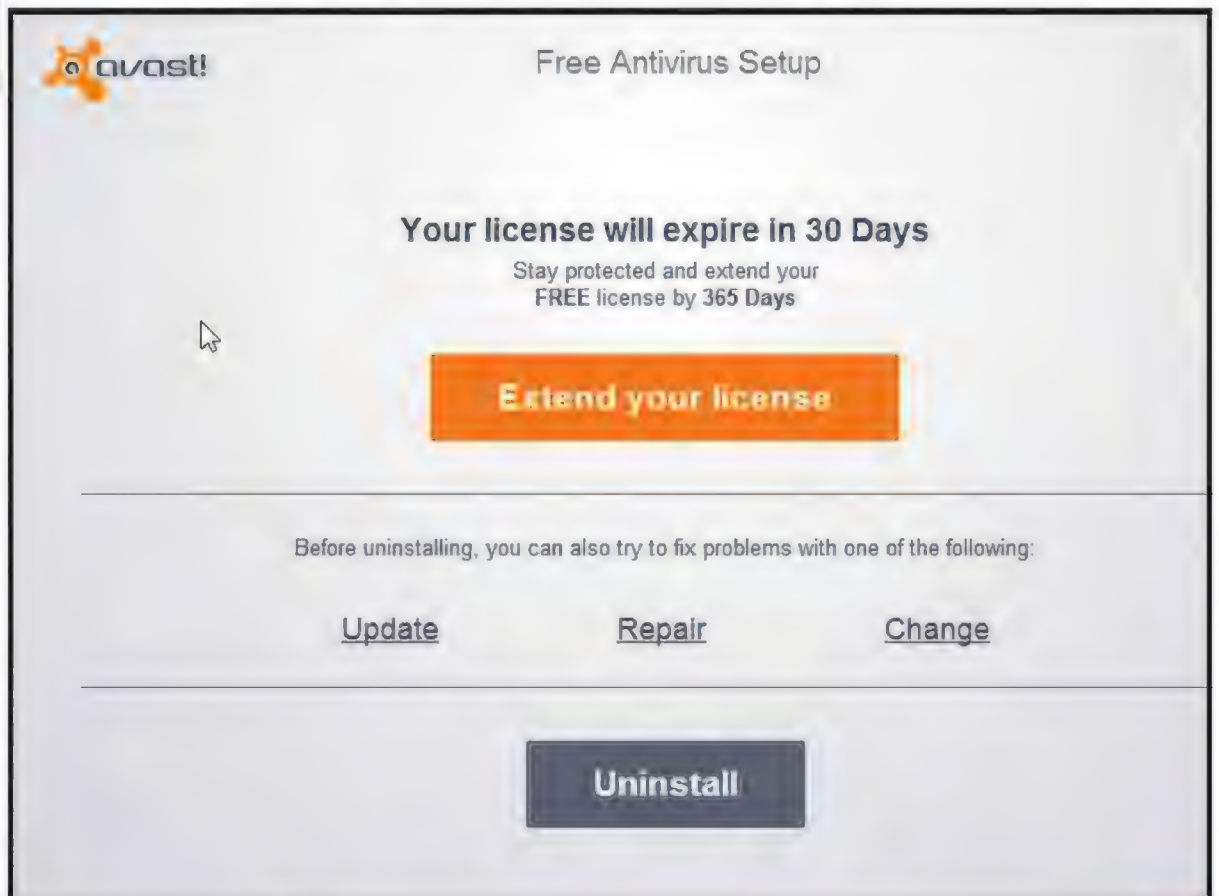 avast!
Free Antivirus Setup
Your license will expire in 30 Days
Stay protected and extend your
FREE license by 365 Days
Extend your license
Before uninstalling, you can also try to fix problems with one of the following:
Update Repair Change
Uninstall